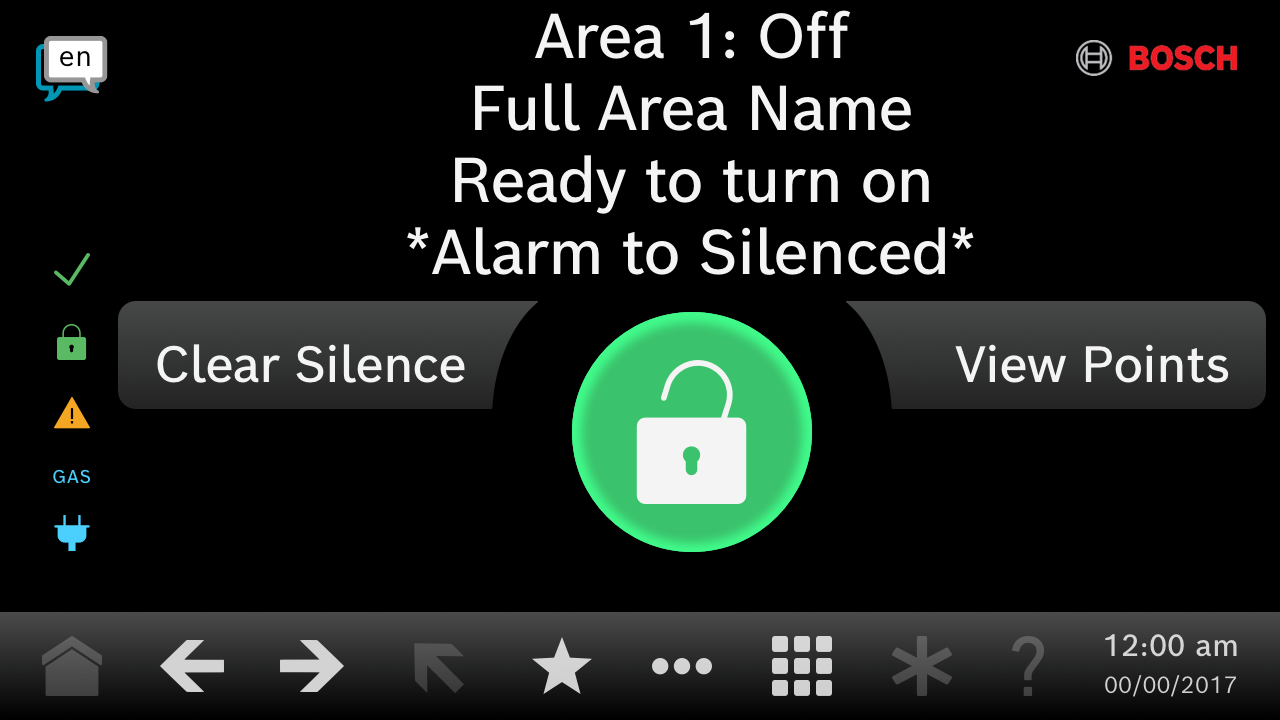 en
Area 1: Off
BOSCH
Full Area Name
Ready to turn on
*Alarm to Silenced*
Clear Silence
View Points
GAS
12:00 am
00/00/2017